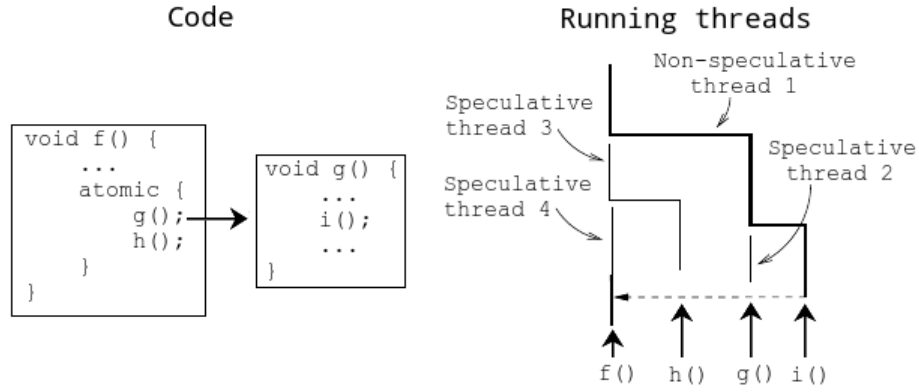 Code
void f() {
...
atomic {
g();
h();
}
}
void g() {
...
i();
...
}
Running threads
Non-speculative
thread 1
Speculative
thread 3
Speculative
thread 2
Speculative
thread 4
f()
h()
g()
i()